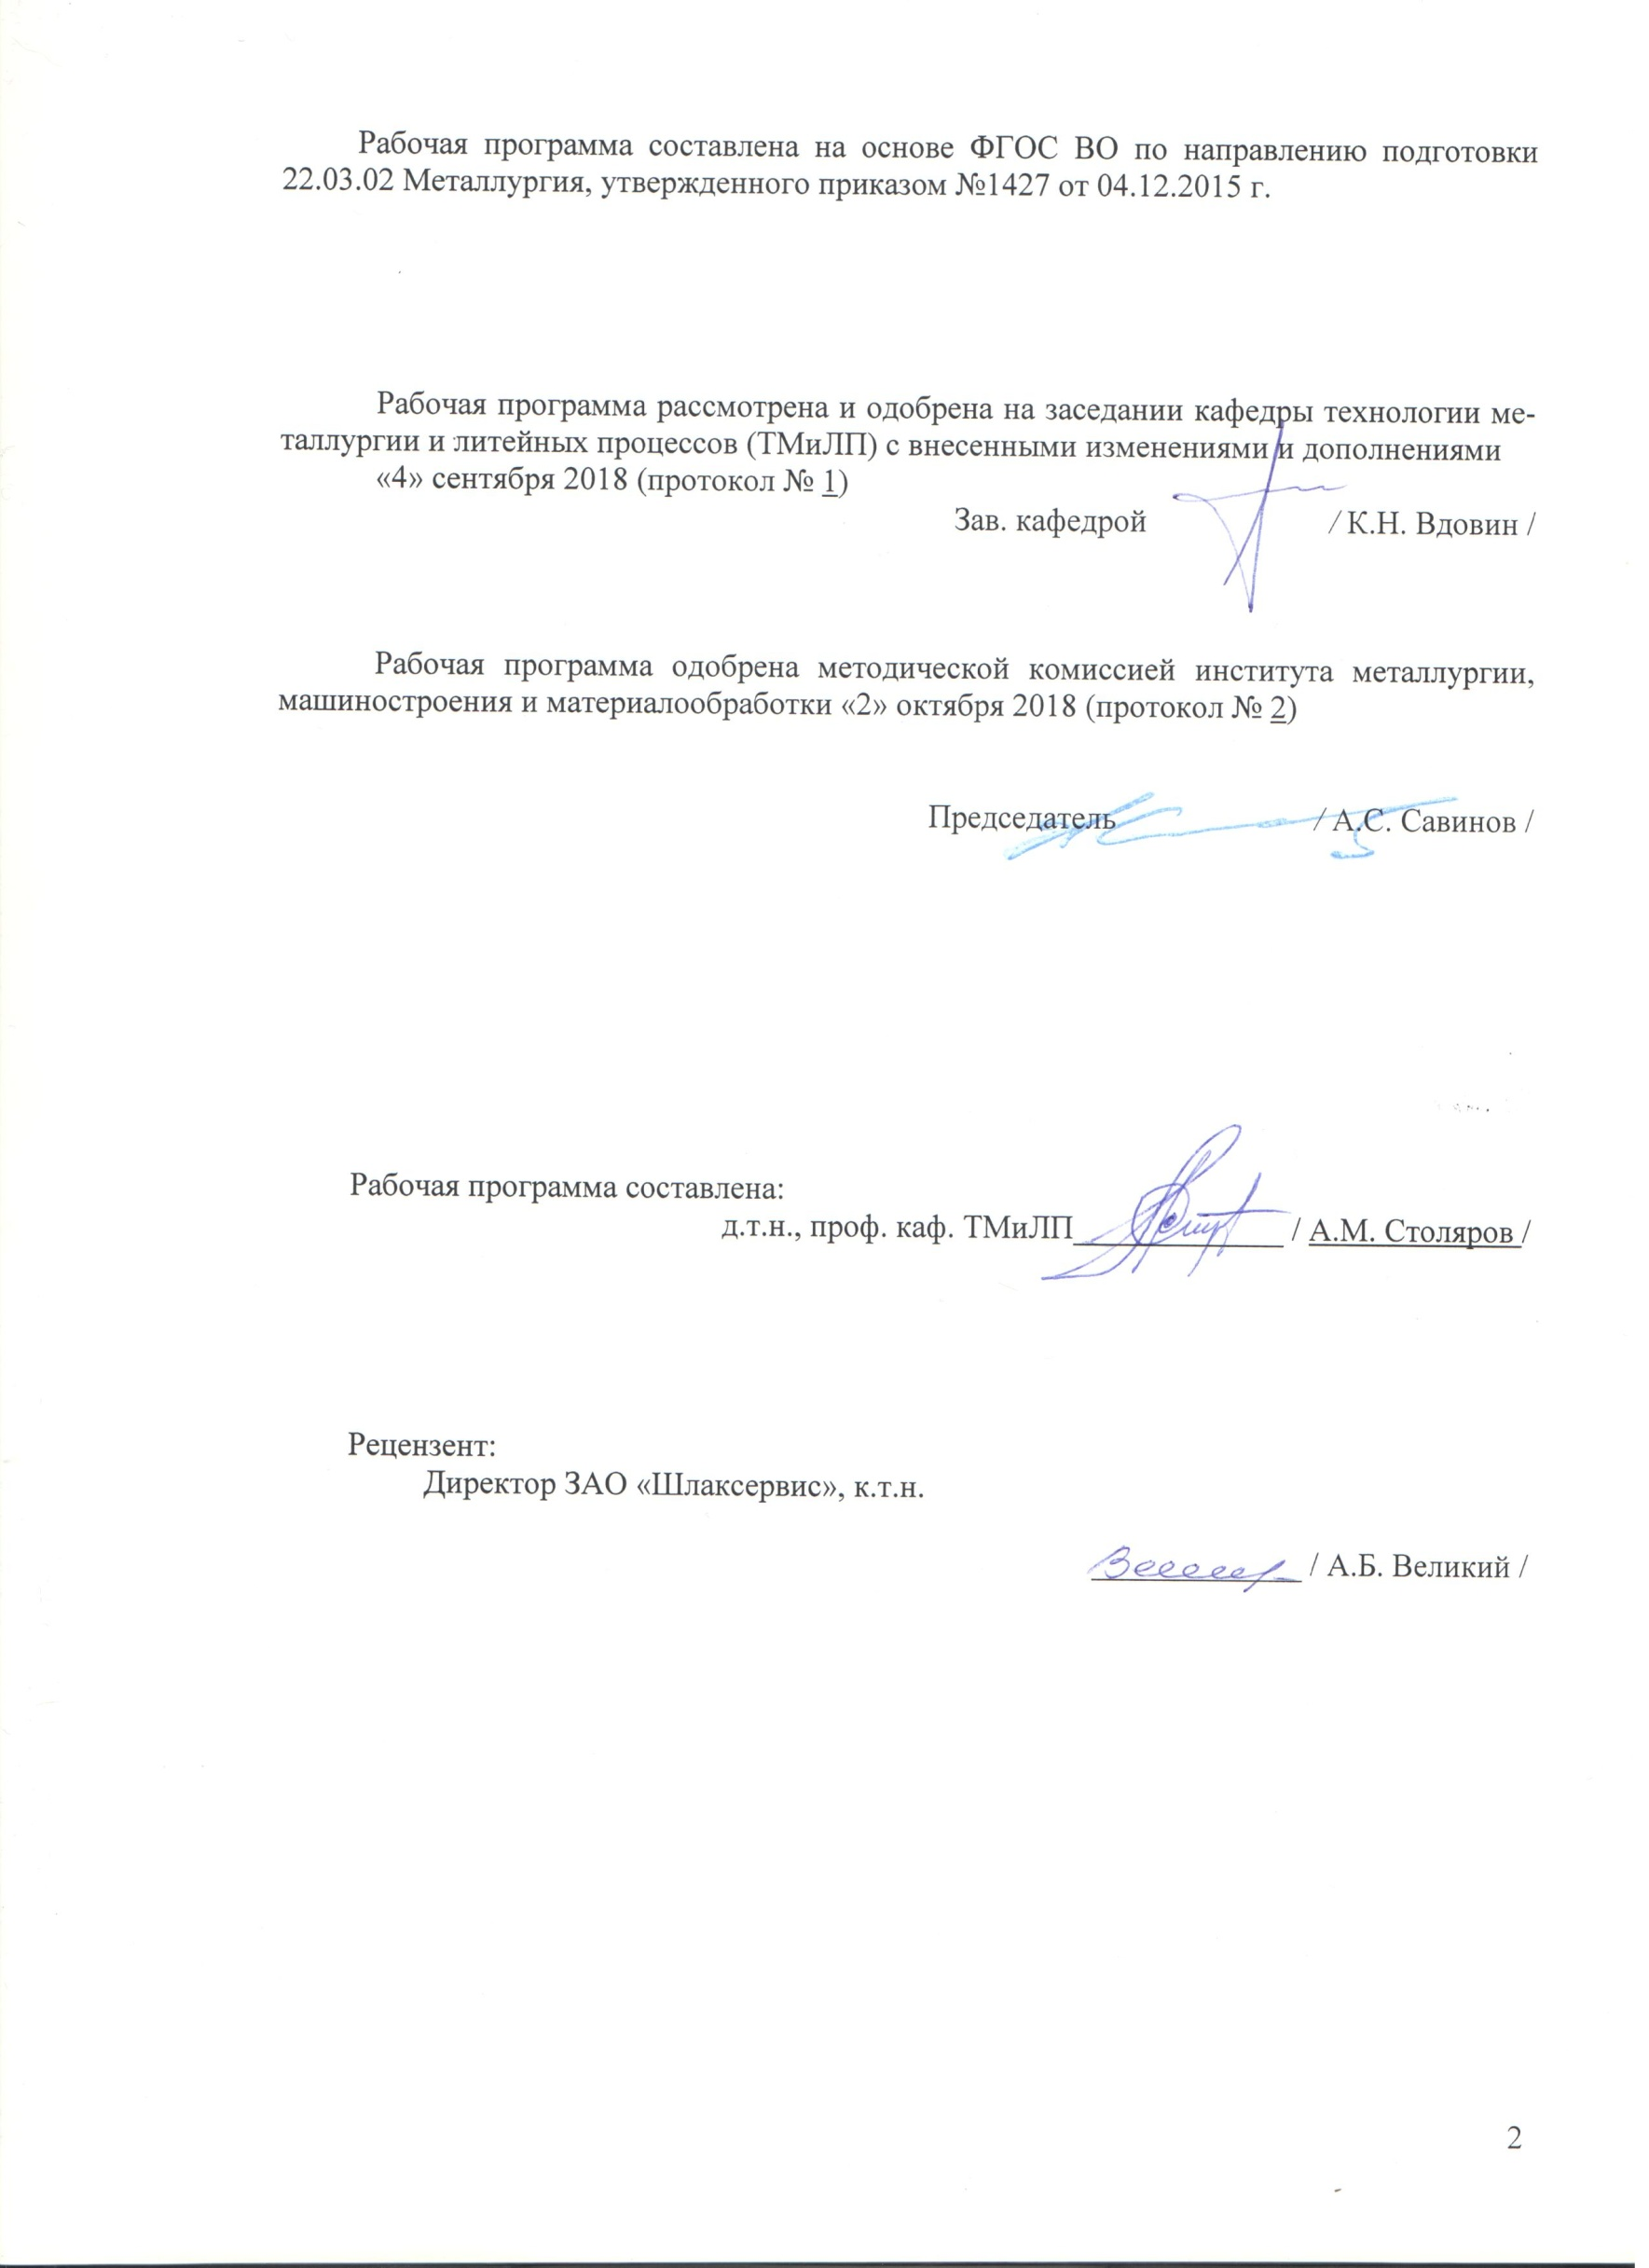 Рабочая программа составлена на основе ФГОС ВО по направлению подготовки
22.03.02 Металлургия, утвержденного приказом №1427 от 04.12.2015 г.
Рабочая программа рассмотрена и одобрена на заседании кафедры технологии ме-
таллургии и литейных процессов (ТМиЛП) с внесенными изменениями и дополнениями
«4» сентября 2018 (протокол № 1)
Зав. кафедрой / К.Н. Вдовин /
Рабочая программа одобрена методической комиссией института металлургии,
машиностроения и материалообработки «2» октября 2018 (протокол № 2)
Председатель / А.С. Савинов /
Рабочая программа составлена:
д.т.н., проф. каф. ТМиЛП / А.М. Столяров /
Рецензент:
Директор ЗАО «Шлаксервис», к.т.н.
/ А.Б. Великий /
2